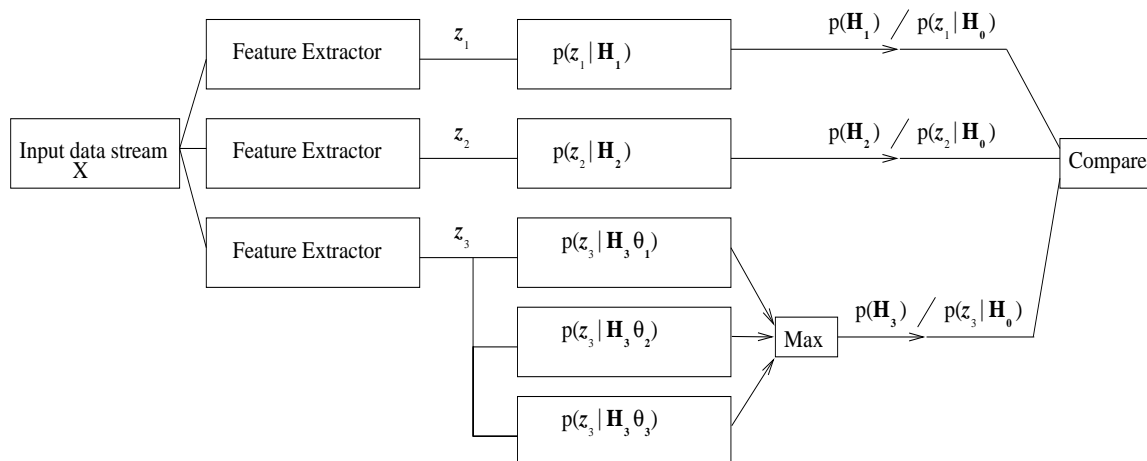 Feature Extractor
z₁
p(z₁ | H₁)
p(H₁) / p(z₁ | H₀)
Input data stream
X
Feature Extractor
z₂
p(z₂ | H₂)
p(H₂) / p(z₂ | H₀)
Compare
Feature Extractor
z₃
p(z₃ | H₃ θ₁)
p(z₃ | H₃ θ₂)
Max
p(H₃) / p(z₃ | H₀)
p(z₃ | H₃ θ₃)